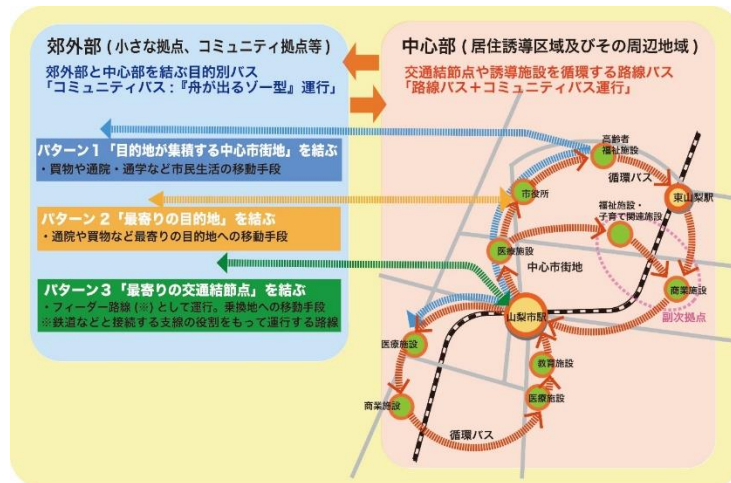 郊外部 (小さな拠点、コミュニティ拠点等)
郊外部と中心部を結ぶ目的別バス
「コミュニティバス:『舟が出るゾー型』運行」
パターン1「目的地が集積する中心市街地」を結ぶ
・買物や通院・通学など市民生活の移動手段
パターン2「最寄りの目的地」を結ぶ
・通院や買物など最寄りの目的地への移動手段
パターン3「最寄りの交通結節点」を結ぶ
・フィーダー路線(※)として運行。乗換地への移動手段
※鉄道などと接続する支線の役割をもって運行する路線
中心部 (居住誘導区域及びその周辺地域)
交通結節点や誘導施設を循環する路線バス
「路線バス+コミュニティバス運行」
高齢者
福祉施設
循環バス
市役所
東山梨駅
福祉施設・
子育て関連施設
医療施設
中心市街地
商業施設
副次拠点
山梨市駅
医療施設
教育施設
商業施設
医療施設
循環バス